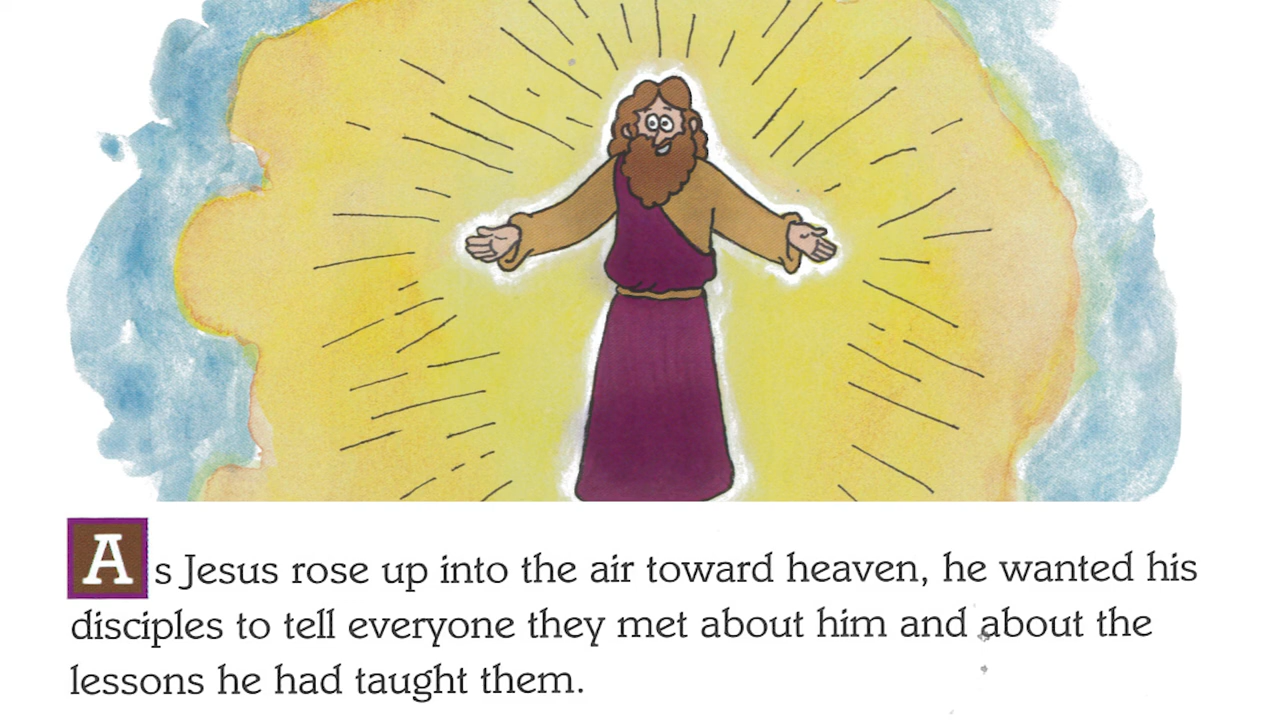 As Jesus rose up into the air toward heaven, he wanted his
disciples to tell everyone they met about him and about the
lessons he had taught them.